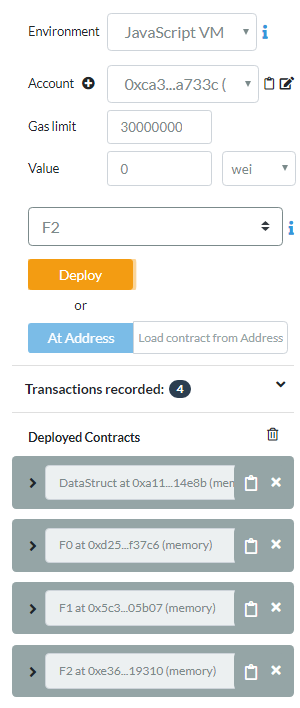 Environment JavaScript VM
Account 0xca3...a733c (
Gas limit 30000000
Value 0 wei
F2
Deploy
or
At Address Load contract from Address
Transactions recorded: 4
Deployed Contracts
DataStruct at 0xa11...14e8b (mem
F0 at 0xd25...f37c6 (memory)
F1 at 0x5c3...05b07 (memory)
F2 at 0xe36...19310 (memory)